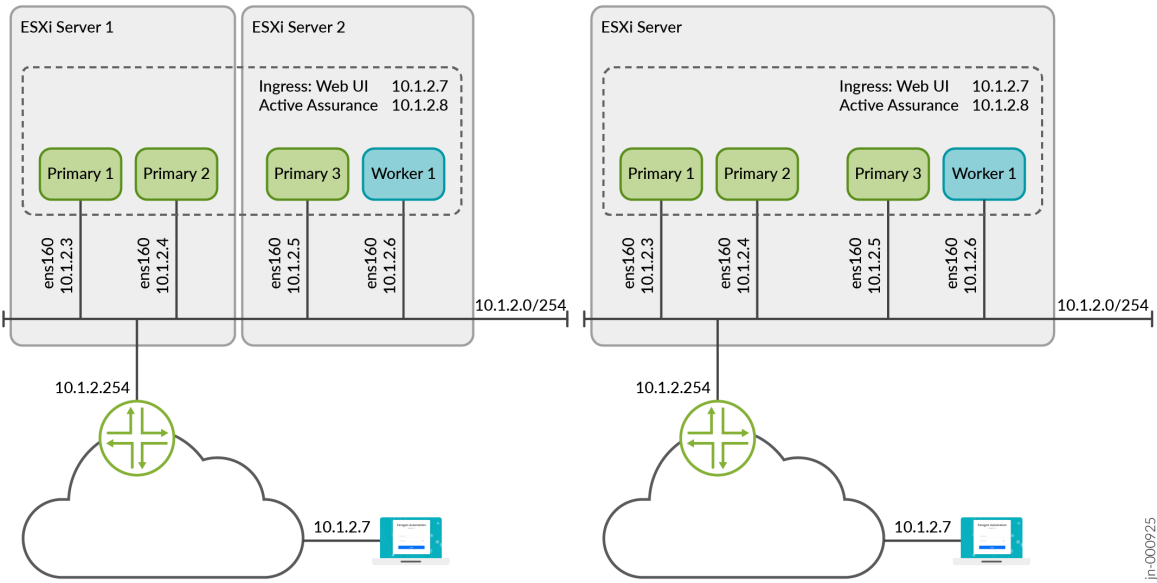 ESXi Server 1
ESXi Server 2
Ingress: Web UI 10.1.2.7
Active Assurance 10.1.2.8
Primary 1
Primary 2
Primary 3
Worker 1
ens160
10.1.2.3
ens160
10.1.2.4
ens160
10.1.2.5
ens160
10.1.2.6
10.1.2.0/254
10.1.2.254
10.1.2.7
ESXi Server
Ingress: Web UI 10.1.2.7
Active Assurance 10.1.2.8
Primary 1
Primary 2
Primary 3
Worker 1
ens160
10.1.2.3
ens160
10.1.2.4
ens160
10.1.2.5
ens160
10.1.2.6
10.1.2.0/254
10.1.2.254
10.1.2.7
jn-000925